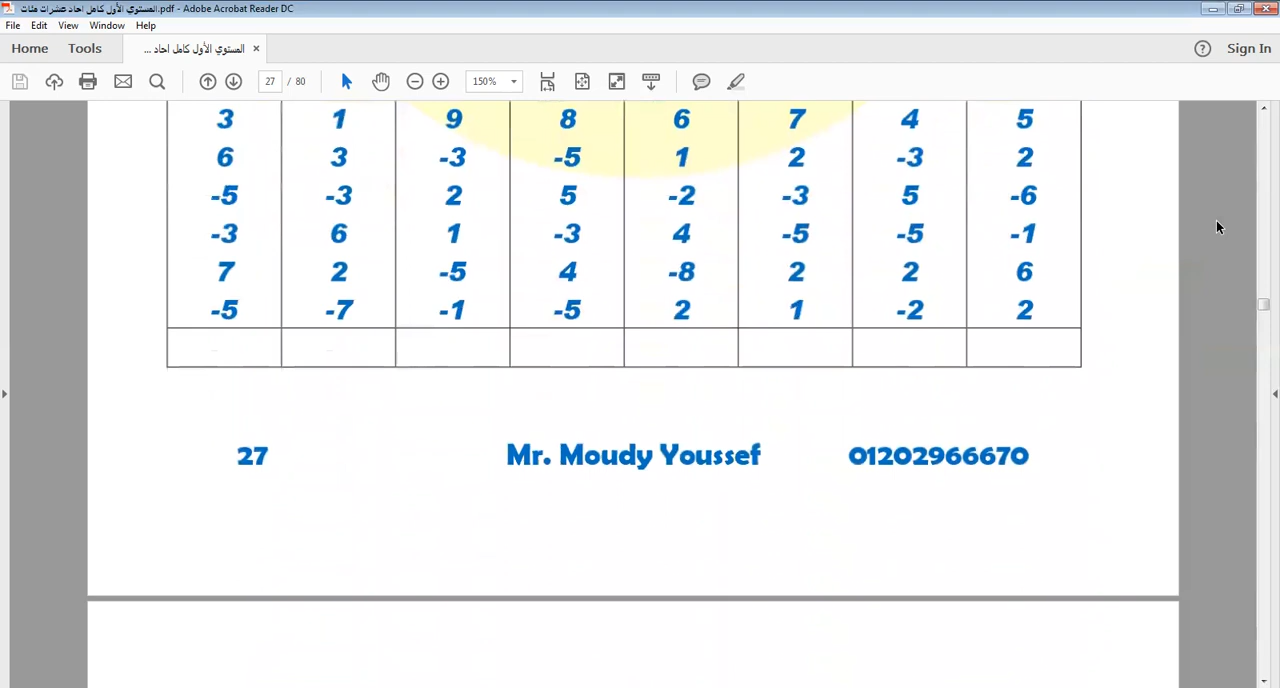 المستوي الأول كامل احاد عشرات مئات.pdf - Adobe Acrobat Reader DC
File Edit View Window Help
Home Tools المستوي الأول كامل احاد ... × ? Sign In
27 / 80 150%
3 1 9 8 6 7 4 5
6 3 -3 -5 1 2 -3 2
-5 -3 2 5 -2 -3 5 -6
-3 6 1 -3 4 -5 -5 -1
7 2 -5 4 -8 2 2 6
-5 -7 -1 -5 2 1 -2 2
27 Mr. Moudy Youssef 01202966670